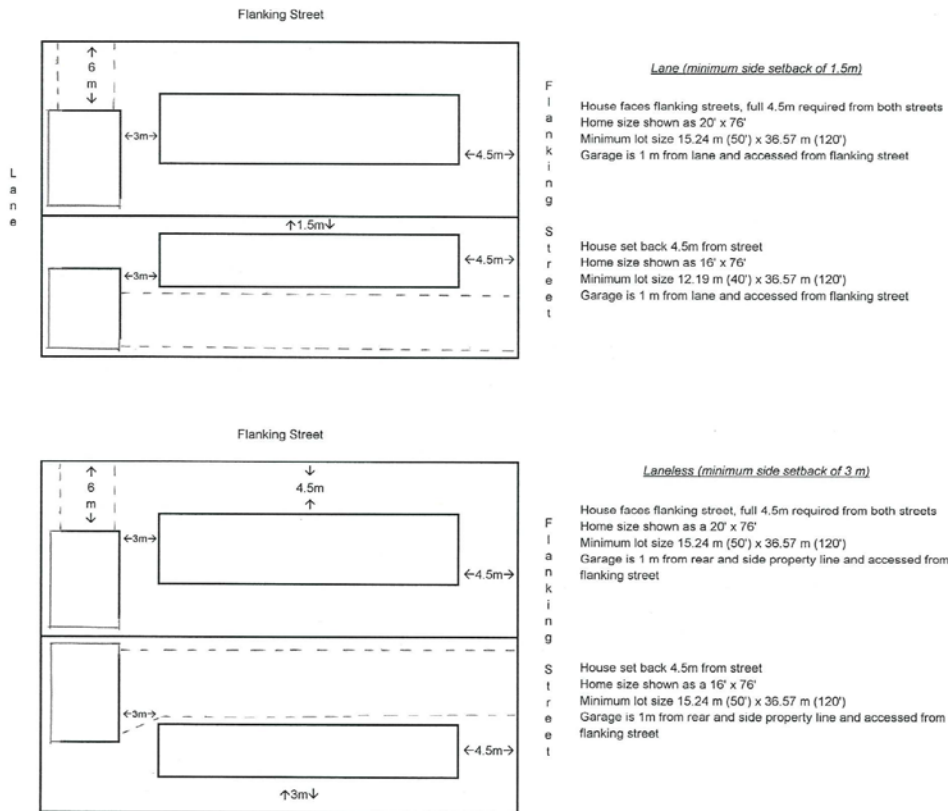 Flanking Street
↑
6
m
↓
←3m→
←4.5m→
Lane
Flanking Street
↑1.5m↓
←4.5m→
←3m→
Lane (minimum side setback of 1.5m)
House faces flanking streets, full 4.5m required from both streets
Home size shown as 20' x 76'
Minimum lot size 15.24 m (50') x 36.57 m (120')
Garage is 1 m from lane and accessed from flanking street
House set back 4.5m from street
Home size shown as 16' x 76'
Minimum lot size 12.19 m (40') x 36.57 m (120')
Garage is 1 m from lane and accessed from flanking street
Flanking Street
↑
6
m
↓
↓
4.5m
↑
←3m→
←4.5m→
Flanking Street
←3m→
←4.5m→
↑3m↓
Laneless (minimum side setback of 3 m)
House faces flanking street, full 4.5m required from both streets
Home size shown as a 20' x 76'
Minimum lot size 15.24 m (50') x 36.57 m (120')
Garage is 1 m from rear and side property line and accessed from
flanking street
House set back 4.5m from street
Home size shown as a 16' x 76'
Minimum lot size 15.24 m (50') x 36.57 m (120')
Garage is 1m from rear and side property line and accessed from
flanking street